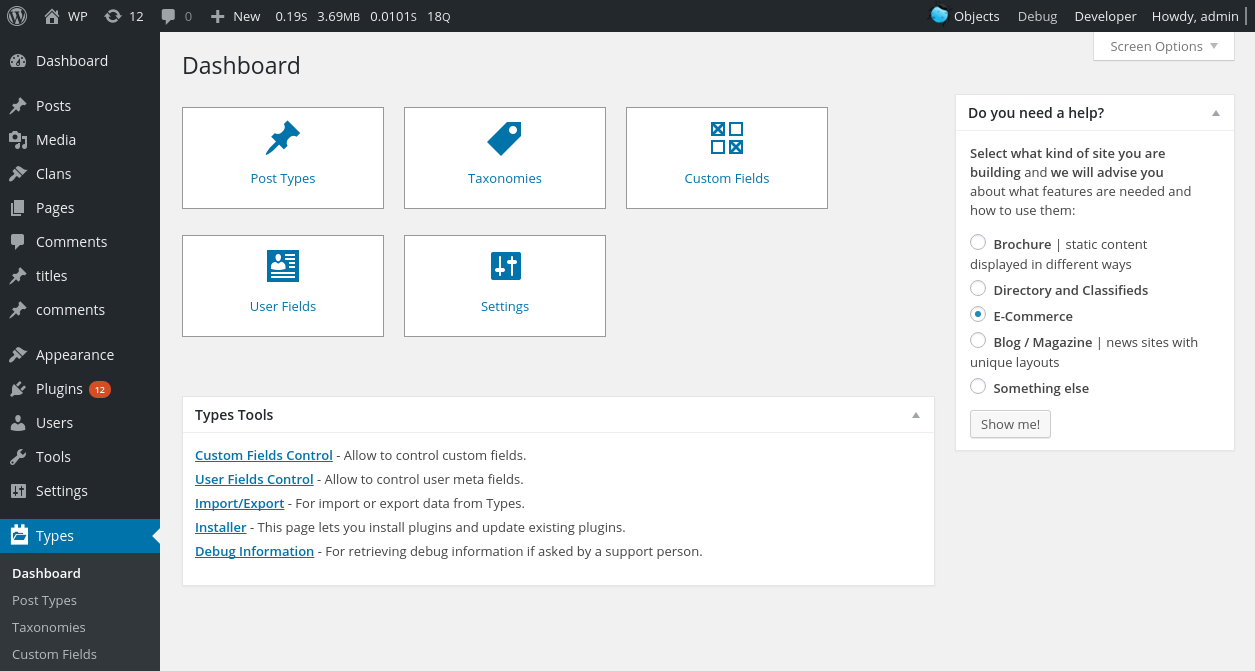 WP 12 0 New 0.19S 3.69MB 0.0101S 18Q Objects Debug Developer Howdy, admin
Screen Options
Dashboard
Posts
Media
Clans
Pages
Comments
titles
comments
Appearance
Plugins 12
Users
Tools
Settings
Types
Dashboard
Post Types
Taxonomies
Custom Fields
Dashboard
Post Types
Taxonomies
Custom Fields
User Fields
Settings
Types Tools
Custom Fields Control - Allow to control custom fields.
User Fields Control - Allow to control user meta fields.
Import/Export - For import or export data from Types.
Installer - This page lets you install plugins and update existing plugins.
Debug Information - For retrieving debug information if asked by a support person.
Do you need a help?
Select what kind of site you are
building and we will advise you
about what features are needed and
how to use them:
Brochure | static content
displayed in different ways
Directory and Classifieds
E-Commerce
Blog / Magazine | news sites with
unique layouts
Something else
Show me!